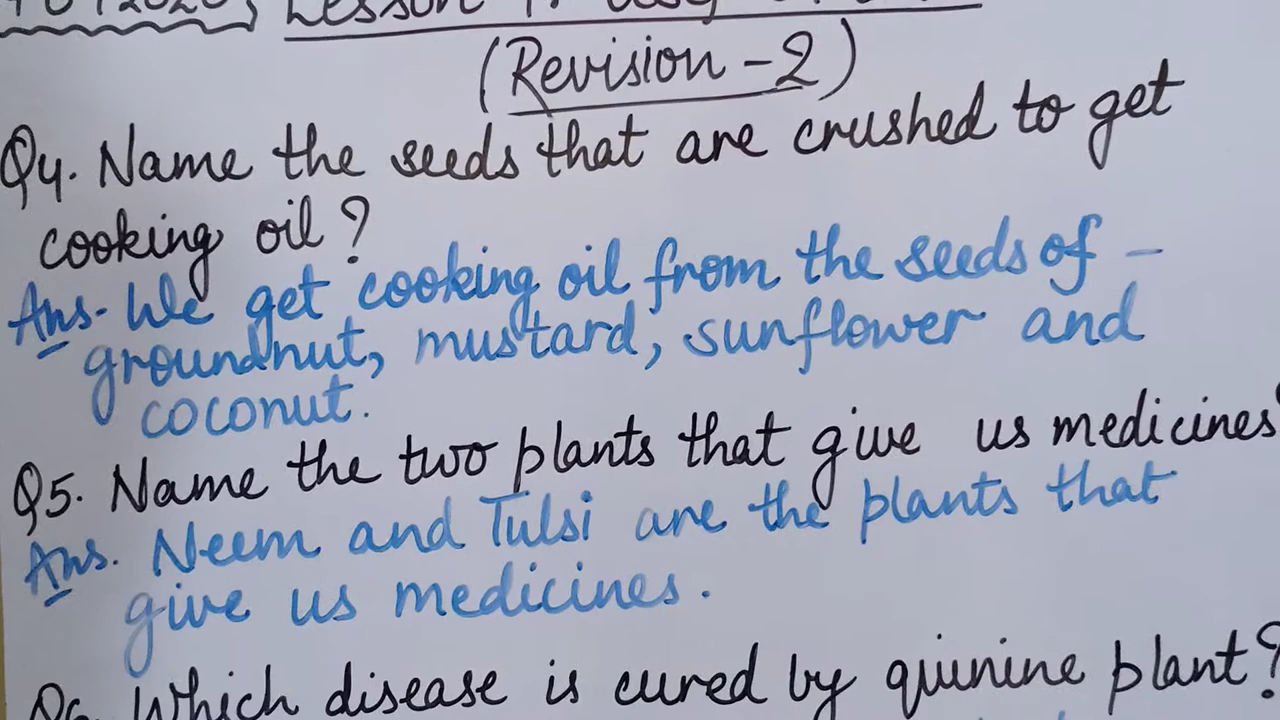 Lesson
(Revision - 2)
Q4. Name the seeds that are crushed to get
cooking oil?
Ans- We get cooking oil from the seeds of -
groundnut, mustard, sunflower and
coconut.
Q5. Name the two plants that give us medicines?
Ans. Neem and Tulsi are the plants that
give us medicines.
Q6. Which disease is cured by quinine plant?